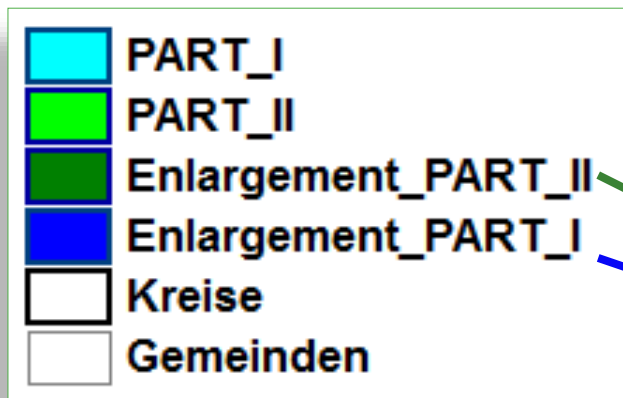 PART_I
PART_II
Enlargement_PART_II
Enlargement_PART_I
Kreise
Gemeinden